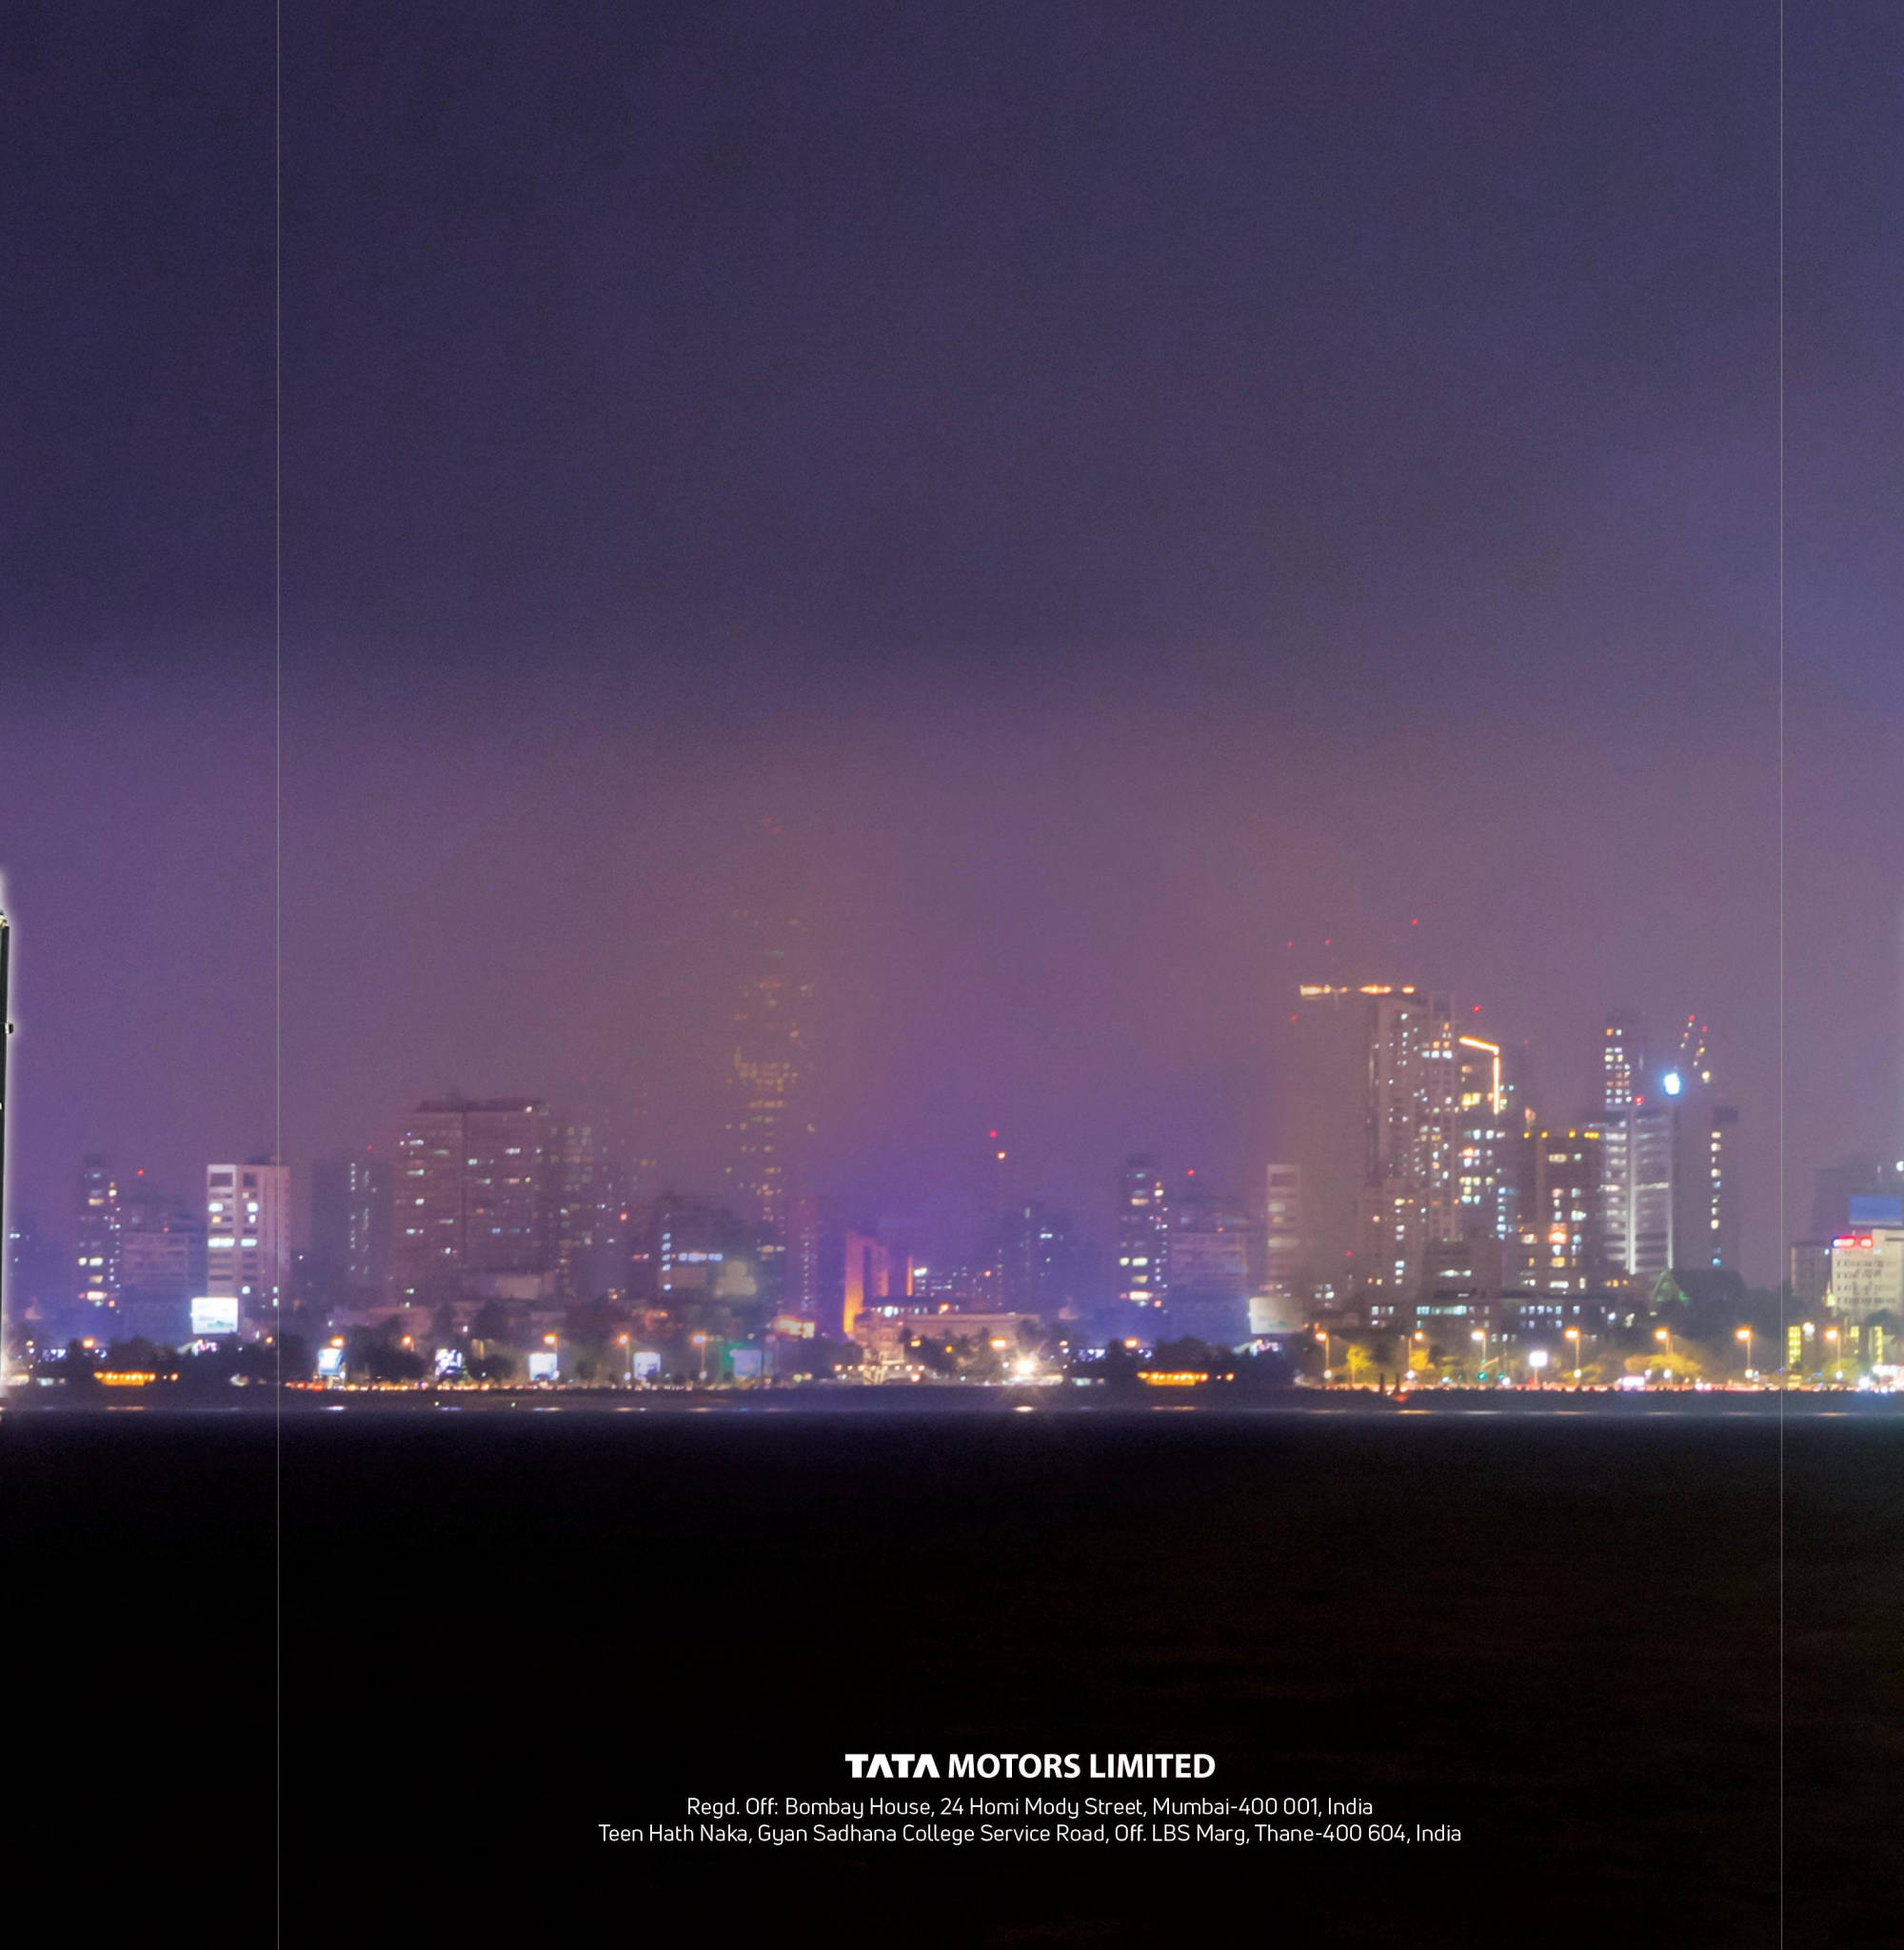 TATA MOTORS LIMITED
Regd. Off: Bombay House, 24 Homi Mody Street, Mumbai-400 001, India
Teen Hath Naka, Gyan Sadhana College Service Road, Off. LBS Marg, Thane-400 604, India